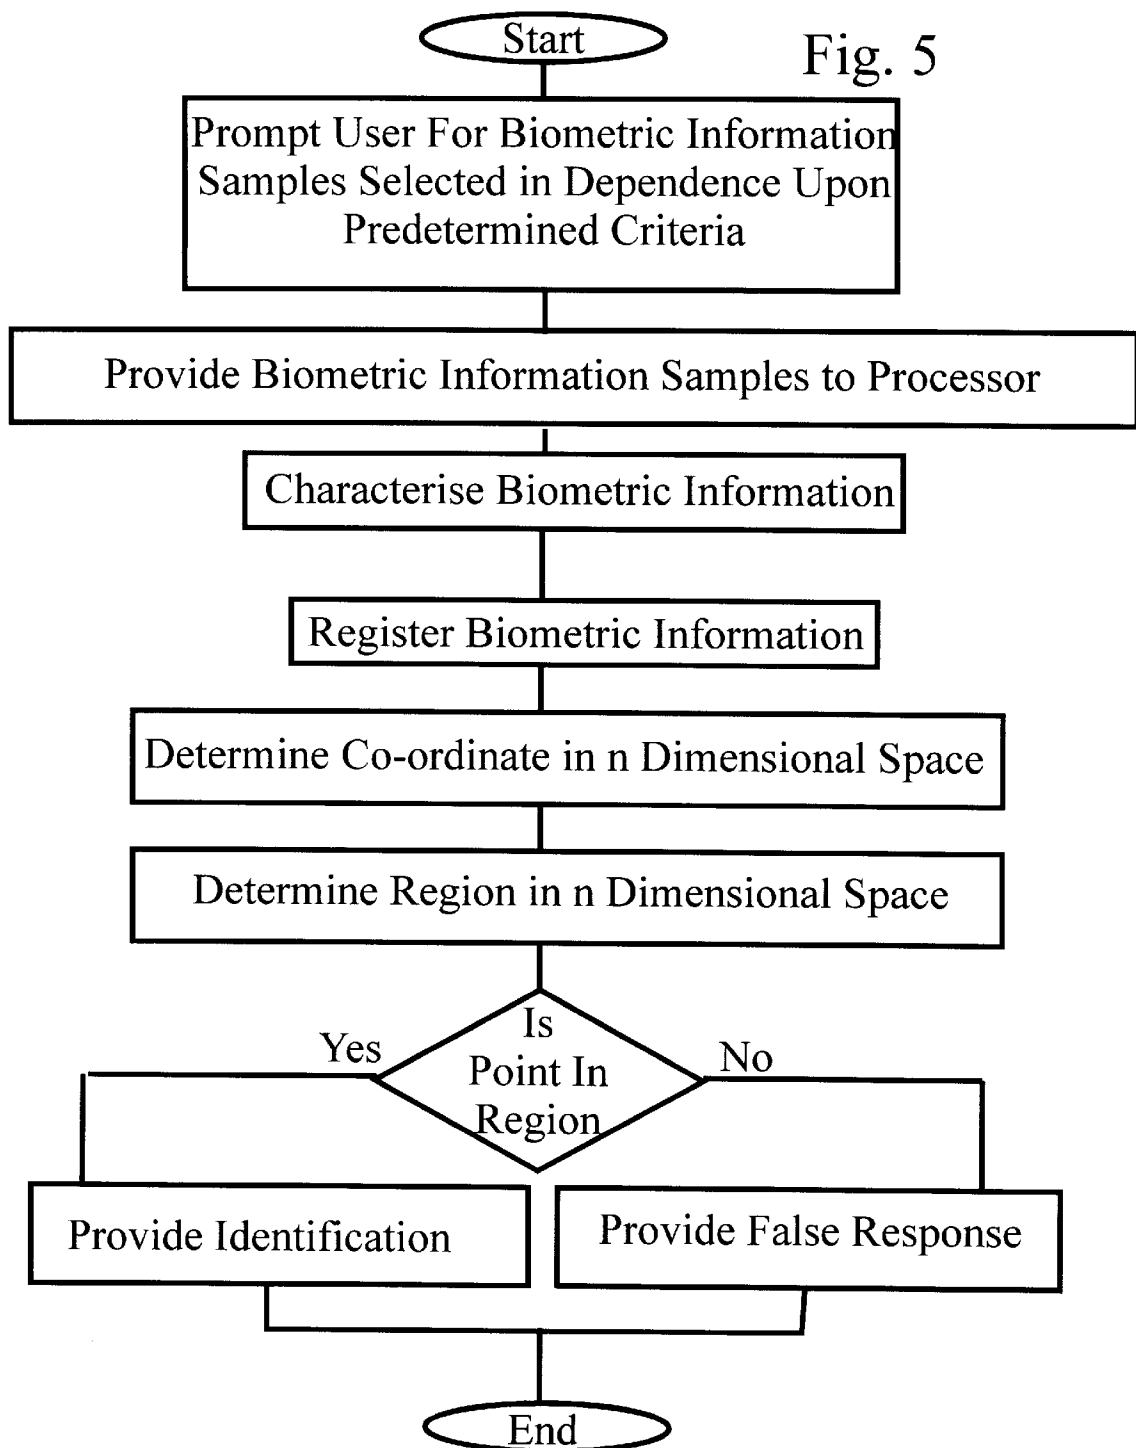 Start
Fig. 5
Prompt User For Biometric Information
Samples Selected in Dependence Upon
Predetermined Criteria
Provide Biometric Information Samples to Processor
Characterise Biometric Information
Register Biometric Information
Determine Co-ordinate in n Dimensional Space
Determine Region in n Dimensional Space
Is
Point In
Region
Yes
No
Provide Identification
Provide False Response
End